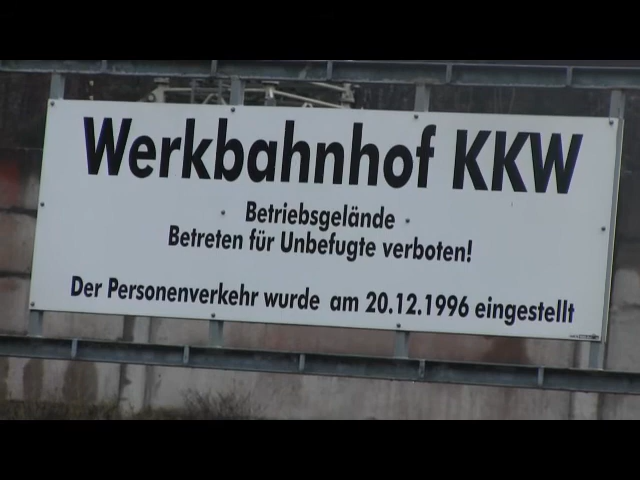 Werkbahnhof KKW
Betriebsgelände
Betreten für Unbefugte verboten!
Der Personenverkehr wurde am 20.12.1996 eingestellt